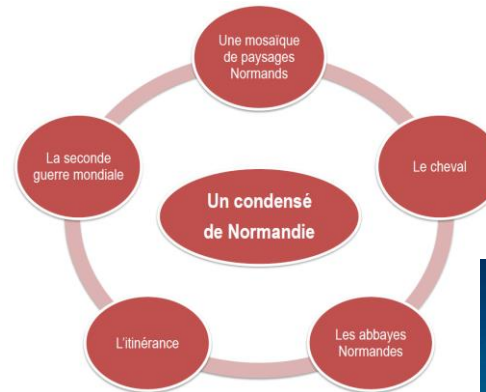 Une mosaïque
de paysages
Normands
Le cheval
Les abbayes
Normandes
L'itinérance
La seconde
guerre mondiale
Un condensé
de Normandie